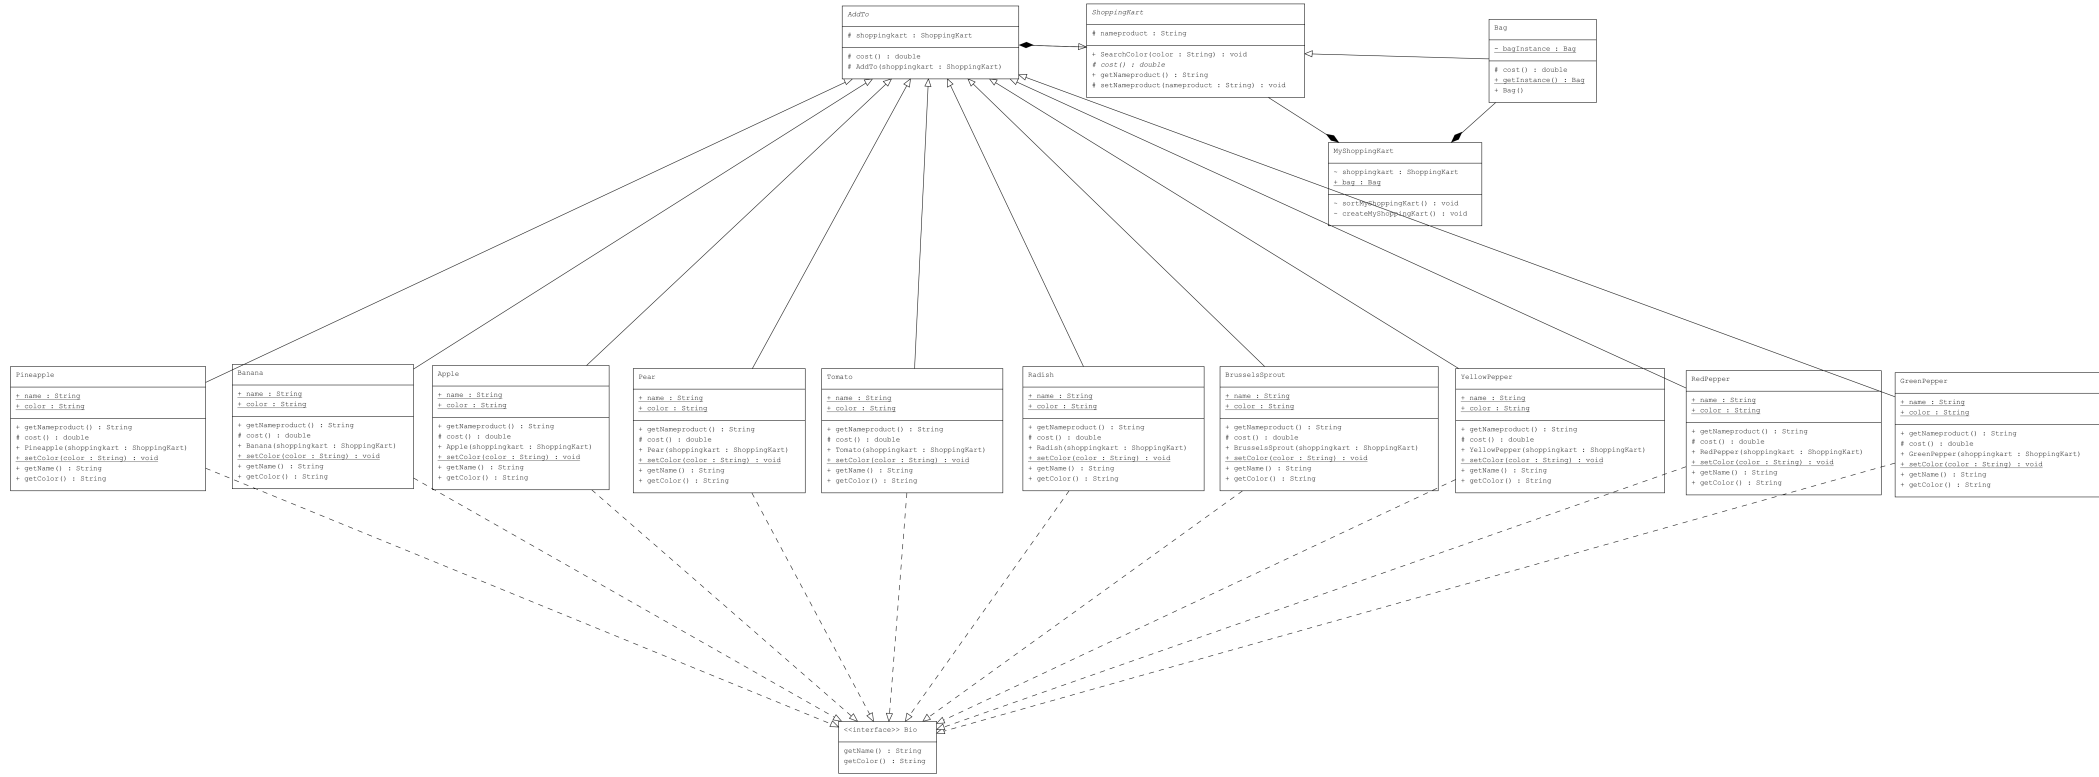 AddTo
# shoppingkart : ShoppingKart
# cost() : double
# AddTo(shoppingkart : ShoppingKart)
ShoppingKart
# nameproduct : String
+ SearchColor(color : String) : void
# cost() : double
+ getNameproduct() : String
# setNameproduct(nameproduct : String) : void
Bag
- bagInstance : Bag
# cost() : double
+ getInstance() : Bag
+ Bag()
MyShoppingKart
~ shoppingkart : ShoppingKart
+ bag : Bag
~ sortMyShoppingKart() : void
- createMyShoppingKart() : void
Pineapple
+ name : String
+ color : String
+ getNameproduct() : String
# cost() : double
+ Pineapple(shoppingkart : ShoppingKart)
+ setColor(color : String) : void
+ getName() : String
+ getColor() : String
Banana
+ name : String
+ color : String
+ getNameproduct() : String
# cost() : double
+ Banana(shoppingkart : ShoppingKart)
+ setColor(color : String) : void
+ getName() : String
+ getColor() : String
Apple
+ name : String
+ color : String
+ getNameproduct() : String
# cost() : double
+ Apple(shoppingkart : ShoppingKart)
+ setColor(color : String) : void
+ getName() : String
+ getColor() : String
Pear
+ name : String
+ color : String
+ getNameproduct() : String
# cost() : double
+ Pear(shoppingkart : ShoppingKart)
+ setColor(color : String) : void
+ getName() : String
+ getColor() : String
Tomato
+ name : String
+ color : String
+ getNameproduct() : String
# cost() : double
+ Tomato(shoppingkart : ShoppingKart)
+ setColor(color : String) : void
+ getName() : String
+ getColor() : String
Radish
+ name : String
+ color : String
+ getNameproduct() : String
# cost() : double
+ Radish(shoppingkart : ShoppingKart)
+ setColor(color : String) : void
+ getName() : String
+ getColor() : String
BrusselsSprout
+ name : String
+ color : String
+ getNameproduct() : String
# cost() : double
+ BrusselsSprout(shoppingkart : ShoppingKart)
+ setColor(color : String) : void
+ getName() : String
+ getColor() : String
YellowPepper
+ name : String
+ color : String
+ getNameproduct() : String
# cost() : double
+ YellowPepper(shoppingkart : ShoppingKart)
+ setColor(color : String) : void
+ getName() : String
+ getColor() : String
RedPepper
+ name : String
+ color : String
+ getNameproduct() : String
# cost() : double
+ RedPepper(shoppingkart : ShoppingKart)
+ setColor(color : String) : void
+ getName() : String
+ getColor() : String
GreenPepper
+ name : String
+ color : String
+ getNameproduct() : String
# cost() : double
+ GreenPepper(shoppingkart : ShoppingKart)
+ setColor(color : String) : void
+ getName() : String
+ getColor() : String
<<interface>> Bio
getName() : String
getColor() : String